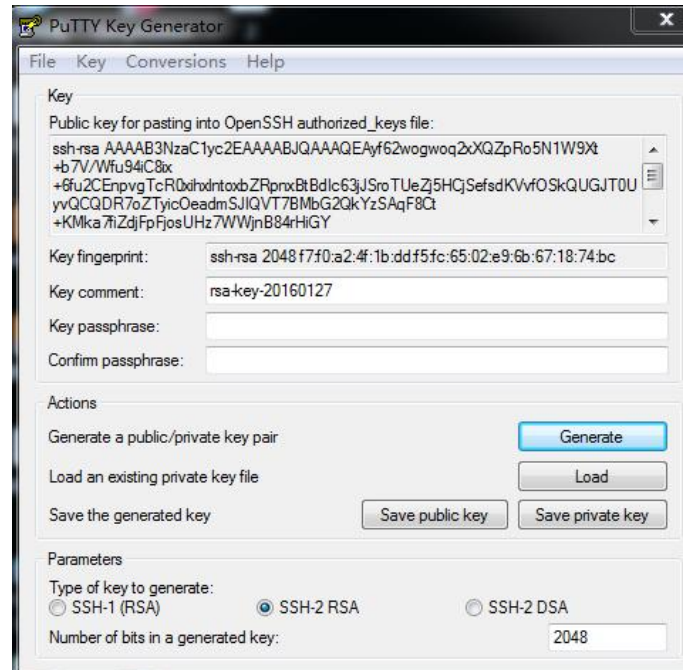 PuTTY Key Generator
x
File Key Conversions Help
Key
Public key for pasting into OpenSSH authorized_keys file:
ssh-rsa AAAAB3NzaC1yc2EAAAABJQAAAQEAyf62wogwoq2xXQZpRo5N1W9Xt
+b7V/Wfu94iC8ix
+6fu2CEnpvgTcR0xihxIntoxbZRpnxBtBdlc63jJSroTUeZj5HCjSefsdKVvfOSkQUGJT0U
yvQCQDR7oZTyicOeadmSJIQVT7BMbG2QkYzSAqF8Ct
+KMka7fiZdjFpFjosUHz7WWjnB84rHiGY
Key fingerprint: ssh-rsa 2048 f7:f0:a2:4f:1b:dd:f5:fc:65:02:e9:6b:67:18:74:bc
Key comment: rsa-key-20160127
Key passphrase:
Confirm passphrase:
Actions
Generate a public/private key pair Generate
Load an existing private key file Load
Save the generated key Save public key Save private key
Parameters
Type of key to generate:
SSH-1 (RSA) SSH-2 RSA SSH-2 DSA
Number of bits in a generated key: 2048